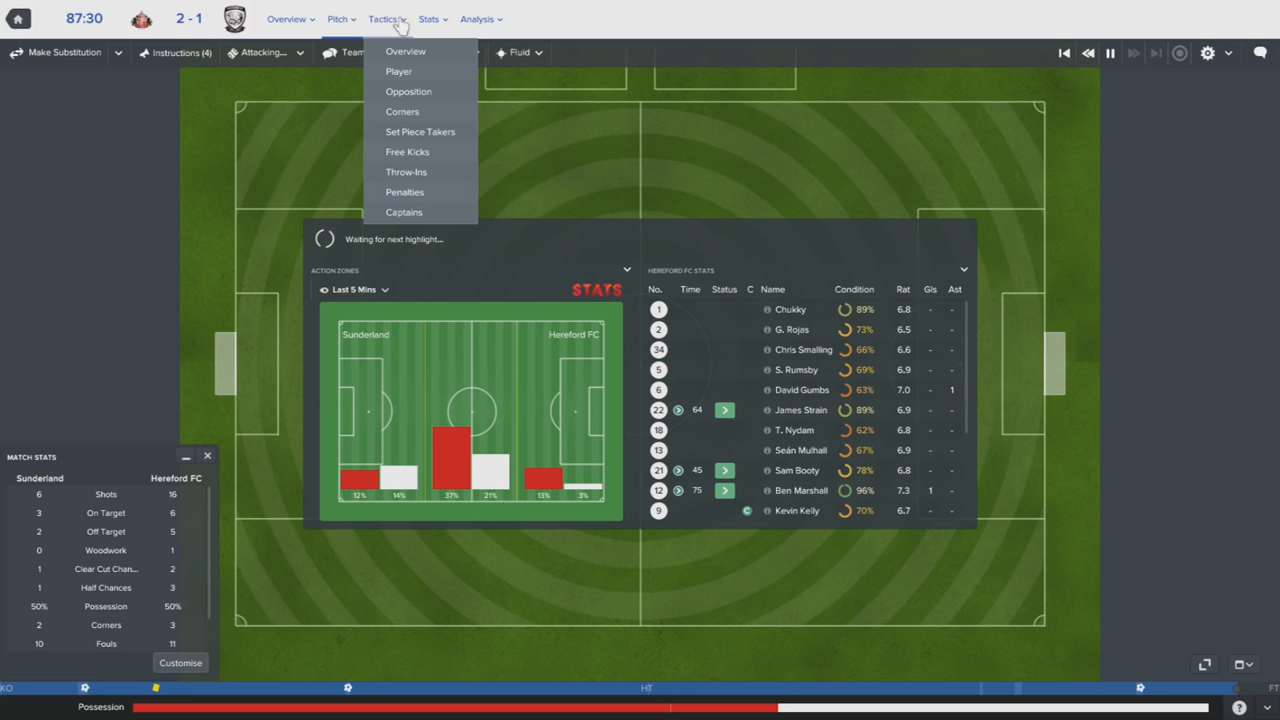 87:30 2 - 1 Overview Pitch Tactics Stats Analysis
Make Substitution Instructions (4) Attacking... Team Fluid
Overview
Player
Opposition
Corners
Set Piece Takers
Free Kicks
Throw-Ins
Penalties
Captains
Waiting for next highlight...
ACTION ZONES
Last 5 Mins STATS
Sunderland Hereford FC
12% 14% 37% 21% 13% 3%
HEREFORD FC STATS
No. Time Status C Name Condition Rat Gls Ast
1 Chukky 89% 6.8 - -
2 G. Rojas 73% 6.5 - -
34 Chris Smalling 66% 6.6 - -
5 S. Rumsby 69% 6.9 - -
6 David Gumbs 63% 7.0 - 1
22 64 James Strain 89% 6.9 - -
18 T. Nydam 62% 6.8 - -
13 Seán Mulhall 67% 6.9 - -
21 45 Sam Booty 78% 6.8 - -
12 75 Ben Marshall 96% 7.3 1 -
9 C Kevin Kelly 70% 6.7 - -
MATCH STATS
Sunderland Hereford FC
6 Shots 16
3 On Target 6
2 Off Target 5
0 Woodwork 1
1 Clear Cut Chan... 2
1 Half Chances 3
50% Possession 50%
2 Corners 3
10 Fouls 11
Customise
KO HT FT
Possession ?